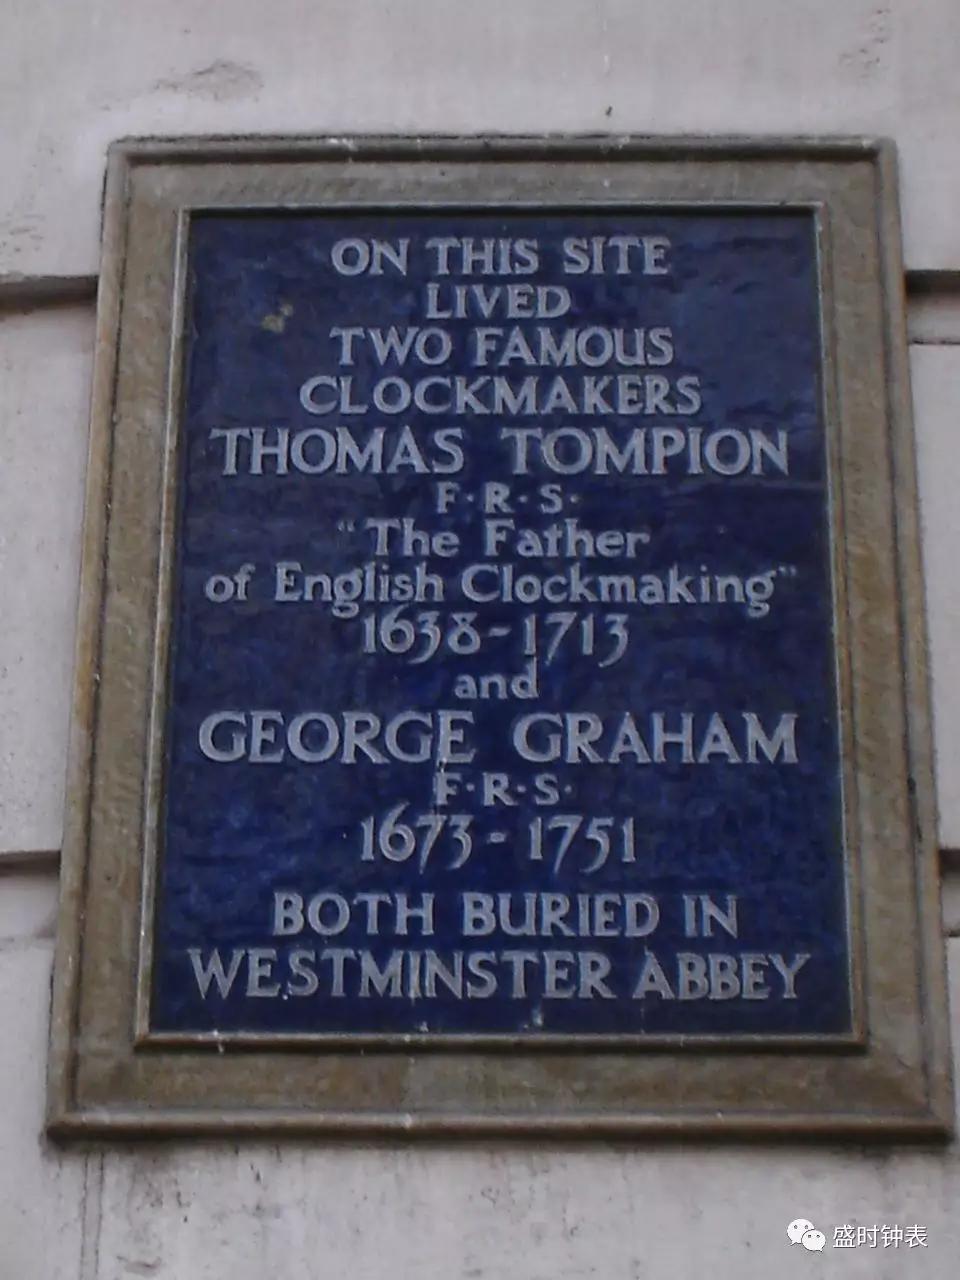 ON THIS SITE
LIVED
TWO FAMOUS
CLOCKMAKERS
THOMAS TOMPION
F·R·S·
"The Father
of English Clockmaking"
1638-1713
and
GEORGE GRAHAM
F·R·S·
1673-1751
BOTH BURIED IN
WESTMINSTER ABBEY
盛时钟表